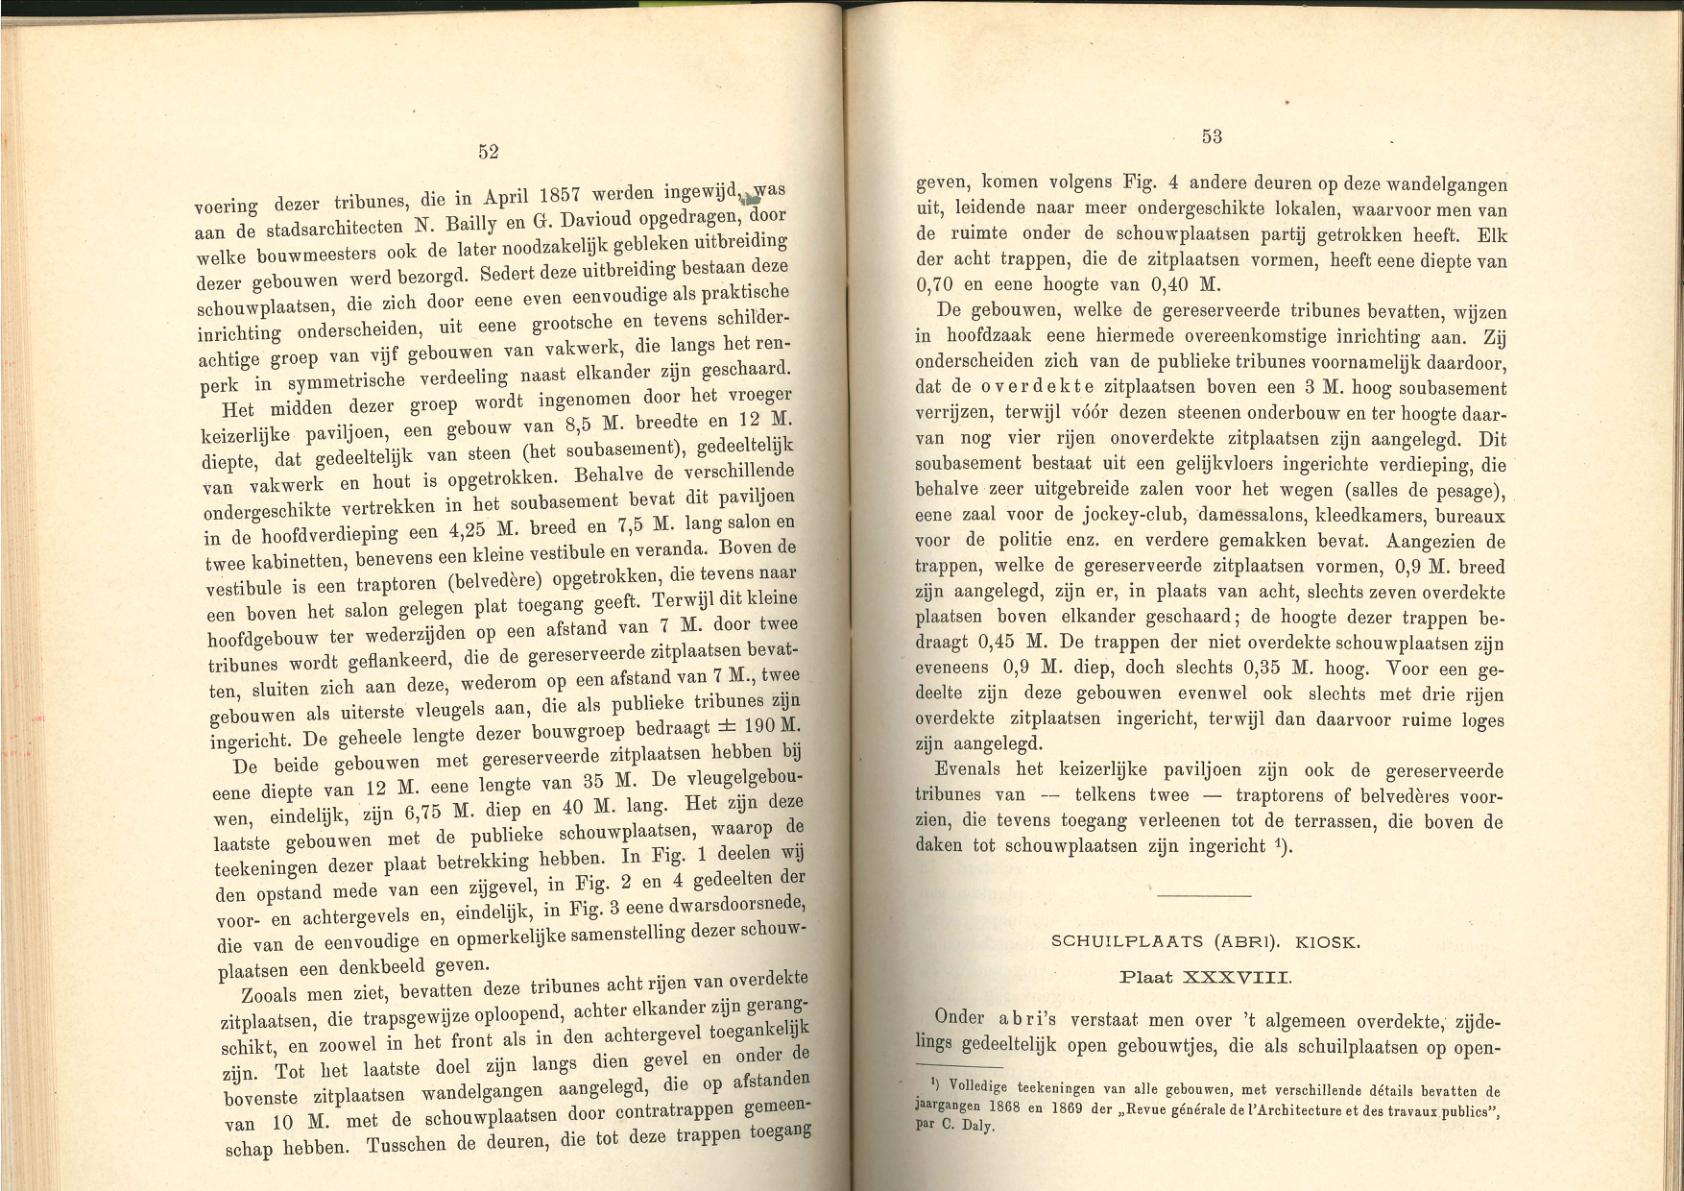 52
voering dezer tribunes, die in April 1857 werden ingewijd, was
aan de stadsarchitecten N. Bailly en G. Davioud opgedragen, door
welke bouwmeesters ook de later noodzakelijk gebleken uitbreiding
dezer gebouwen werd bezorgd. Sedert deze uitbreiding bestaan deze
schouwplaatsen, die zich door eene even eenvoudige als praktische
inrichting onderscheiden, uit eene grootsche en tevens schilder-
achtige groep van vijf gebouwen van vakwerk, die langs het ren-
perk in symmetrische verdeeling naast elkander zijn geschaard.
Het midden dezer groep wordt ingenomen door het vroeger
keizerlijke paviljoen, een gebouw van 8,5 M. breedte en 12 M.
diepte, dat gedeeltelijk van steen (het soubasement), gedeeltelijk
van vakwerk en hout is opgetrokken. Behalve de verschillende
ondergeschikte vertrekken in het soubasement bevat dit paviljoen
in de hoofdverdieping een 4,25 M. breed en 7,5 M. lang salon en
twee kabinetten, benevens een kleine vestibule en veranda. Boven de
vestibule is een traptoren (belvedère) opgetrokken, die tevens naar
een boven het salon gelegen plat toegang geeft. Terwijl dit kleine
hoofdgebouw ter wederzijden op een afstand van 7 M. door twee
tribunes wordt geflankeerd, die de gereserveerde zitplaatsen bevat-
ten, sluiten zich aan deze, wederom op een afstand van 7 M., twee
gebouwen als uiterste vleugels aan, die als publieke tribunes zijn
ingericht. De geheele lengte dezer bouwgroep bedraagt ± 190 M.
De beide gebouwen met gereserveerde zitplaatsen hebben bij
eene diepte van 12 M. eene lengte van 35 M. De vleugelgebou-
wen, eindelijk, zijn 6,75 M. diep en 40 M. lang. Het zijn deze
laatste gebouwen met de publieke schouwplaatsen, waarop de
teekeningen dezer plaat betrekking hebben. In Fig. 1 deelen wij
den opstand mede van een zijgevel, in Fig. 2 en 4 gedeelten der
voor- en achtergevels en, eindelijk, in Fig. 3 eene dwarsdoorsnede,
die van de eenvoudige en opmerkelijke samenstelling dezer schouw-
plaatsen een denkbeeld geven.
Zooals men ziet, bevatten deze tribunes acht rijen van overdekte
zitplaatsen, die trapsgewijze oploopend, achter elkander zijn gerang-
schikt, en zoowel in het front als in den achtergevel toegankelijk
zijn. Tot het laatste doel zijn langs dien gevel en onder de
bovenste zitplaatsen wandelgangen aangelegd, die op afstanden
van 10 M. met de schouwplaatsen door contratrappen gemeen-
schap hebben. Tusschen de deuren, die tot deze trappen toegang
53
geven, komen volgens Fig. 4 andere deuren op deze wandelgangen
uit, leidende naar meer ondergeschikte lokalen, waarvoor men van
de ruimte onder de schouwplaatsen partij getrokken heeft. Elk
der acht trappen, die de zitplaatsen vormen, heeft eene diepte van
0,70 en eene hoogte van 0,40 M.
De gebouwen, welke de gereserveerde tribunes bevatten, wijzen
in hoofdzaak eene hiermede overeenkomstige inrichting aan. Zij
onderscheiden zich van de publieke tribunes voornamelijk daardoor,
dat de overdekte zitplaatsen boven een 3 M. hoog soubasement
verrijzen, terwijl vóór dezen steenen onderbouw en ter hoogte daar-
van nog vier rijen onoverdekte zitplaatsen zijn aangelegd. Dit
soubasement bestaat uit een gelijkvloers ingerichte verdieping, die
behalve zeer uitgebreide zalen voor het wegen (salles de pesage),
eene zaal voor de jockey-club, damessalons, kleedkamers, bureaux
voor de politie enz. en verdere gemakken bevat. Aangezien de
trappen, welke de gereserveerde zitplaatsen vormen, 0,9 M. breed
zijn aangelegd, zijn er, in plaats van acht, slechts zeven overdekte
plaatsen boven elkander geschaard; de hoogte dezer trappen be-
draagt 0,45 M. De trappen der niet overdekte schouwplaatsen zijn
eveneens 0,9 M. diep, doch slechts 0,35 M. hoog. Voor een ge-
deelte zijn deze gebouwen evenwel ook slechts met drie rijen
overdekte zitplaatsen ingericht, terwijl dan daarvoor ruime loges
zijn aangelegd.
Evenals het keizerlijke paviljoen zijn ook de gereserveerde
tribunes van — telkens twee — traptorens of belvedères voor-
zien, die tevens toegang verleenen tot de terrassen, die boven de
daken tot schouwplaatsen zijn ingericht ¹).
SCHUILPLAATS (ABRI). KIOSK.
Plaat XXXVIII.
Onder abri's verstaat men over 't algemeen overdekte, zijde-
lings gedeeltelijk open gebouwtjes, die als schuilplaatsen op open-
¹) Volledige teekeningen van alle gebouwen, met verschillende détails bevatten de
jaargangen 1868 en 1869 der „Revue générale de l'Architecture et des travaux publics",
par C. Daly.